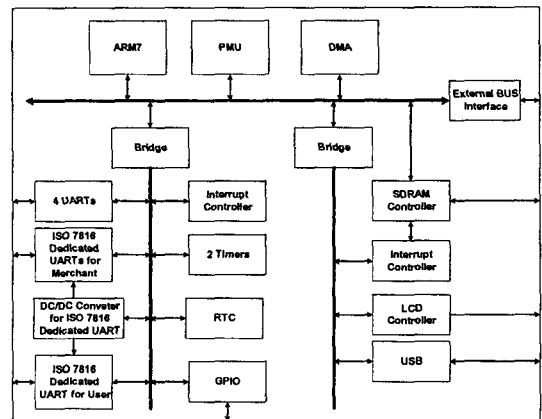 ARM7
PMU
DMA
External BUS
Interface
Bridge
Bridge
4 UARTs
Interrupt
Controller
SDRAM
Controller
ISO 7816
Dedicated
UARTs for
Merchant
2 Timers
Interrupt
Controller
DC/DC Conveter
for ISO 7816
Dedicated UART
RTC
LCD
Controller
ISO 7816
Dedicated
UART for User
GPIO
USB